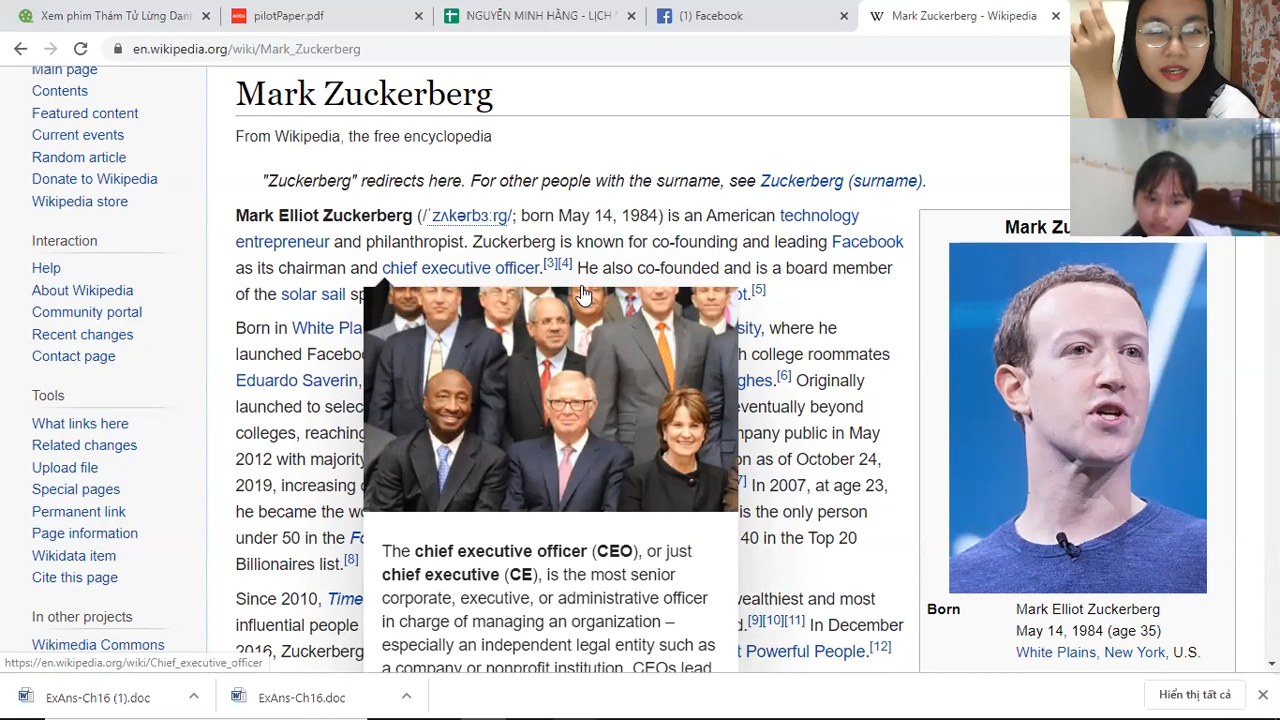 Xem phim Thám Tử Lừng Danh
pilotPaper.pdf
NGUYỄN MINH HẰNG - LỊCH
(1) Facebook
Mark Zuckerberg - Wikipedia
en.wikipedia.org/wiki/Mark_Zuckerberg
Main page
Contents
Featured content
Current events
Random article
Donate to Wikipedia
Wikipedia store
Interaction
Help
About Wikipedia
Community portal
Recent changes
Contact page
Tools
What links here
Related changes
Upload file
Special pages
Permanent link
Page information
Wikidata item
Cite this page
In other projects
Wikimedia Commons
https://en.wikipedia.org/wiki/Chief_executive_officer
Mark Zuckerberg
From Wikipedia, the free encyclopedia
"Zuckerberg" redirects here. For other people with the surname, see Zuckerberg (surname).
Mark Elliot Zuckerberg (/ˈzʌkərbɜːrɡ/; born May 14, 1984) is an American technology
entrepreneur and philanthropist. Zuckerberg is known for co-founding and leading Facebook
as its chairman and chief executive officer.[3][4] He also co-founded and is a board member
of the solar sail sp ot.[5]
Born in White Pla sity, where he
launched Facebo h college roommates
Eduardo Saverin, ghes.[6] Originally
launched to selec eventually beyond
colleges, reaching mpany public in May
2012 with majority on as of October 24,
2019, increasing 7] In 2007, at age 23,
he became the wo is the only person
under 50 in the Fo 40 in the Top 20
Billionaires list.[8]
Since 2010, Time wealthiest and most
influential people d.[9][10][11] In December
2016, Zuckerberg t Powerful People.[12]
The chief executive officer (CEO), or just
chief executive (CE), is the most senior
corporate, executive, or administrative officer
in charge of managing an organization –
especially an independent legal entity such as
a company or nonprofit institution. CEOs lead
Mark Zu
Born Mark Elliot Zuckerberg
May 14, 1984 (age 35)
White Plains, New York, U.S.
ExAns-Ch16 (1).doc
ExAns-Ch16.doc
Hiển thị tất cả